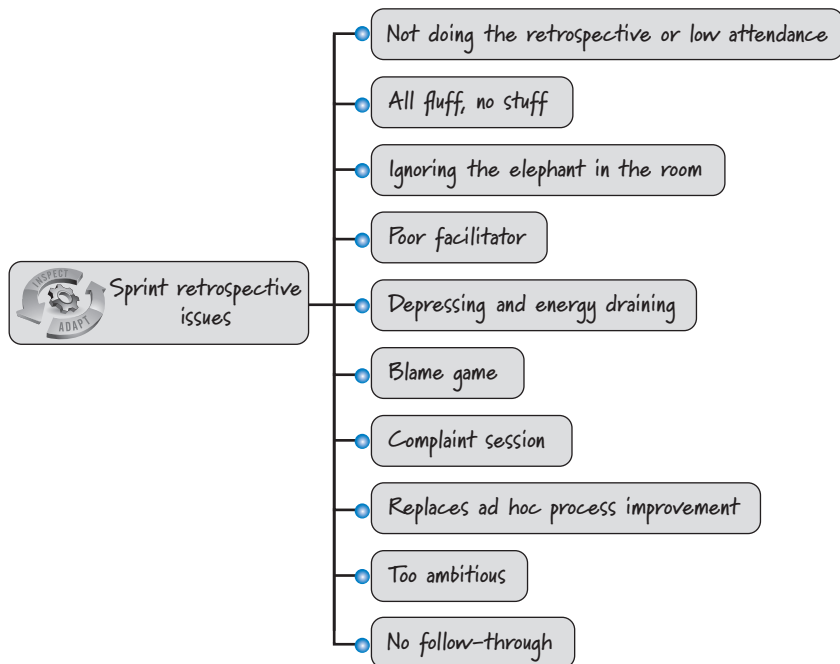 Not doing the retrospective or low attendance
All fluff, no stuff
Ignoring the elephant in the room
Poor facilitator
INSPECT
ADAPT
Sprint retrospective
issues
Depressing and energy draining
Blame game
Complaint session
Replaces ad hoc process improvement
Too ambitious
No follow-through